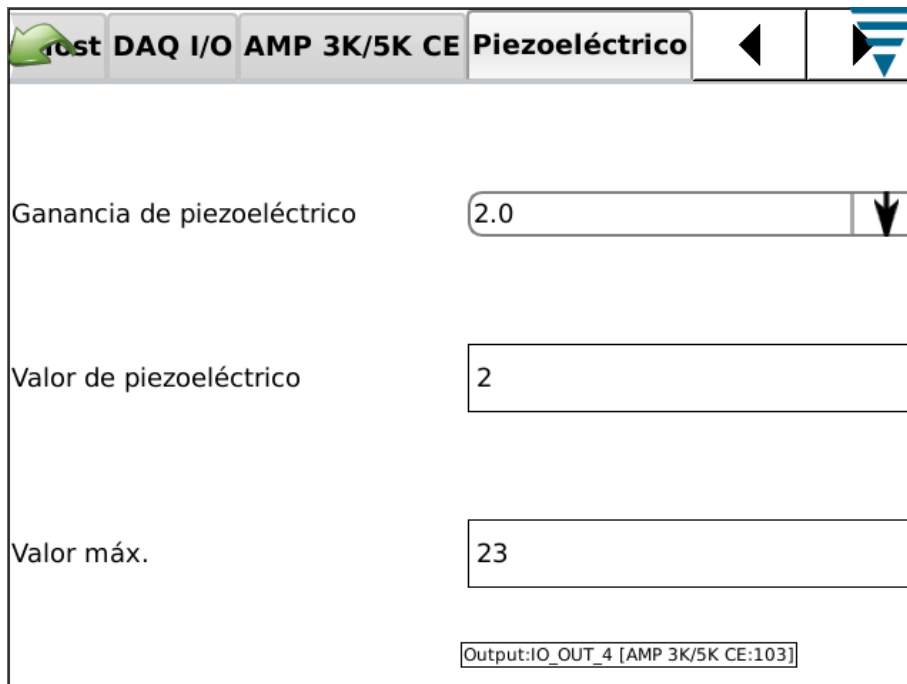 DAQ I/O AMP 3K/5K CE Piezoeléctrico
Ganancia de piezoeléctrico 2.0
Valor de piezoeléctrico 2
Valor máx. 23
Output:IO_OUT_4 [AMP 3K/5K CE:103]